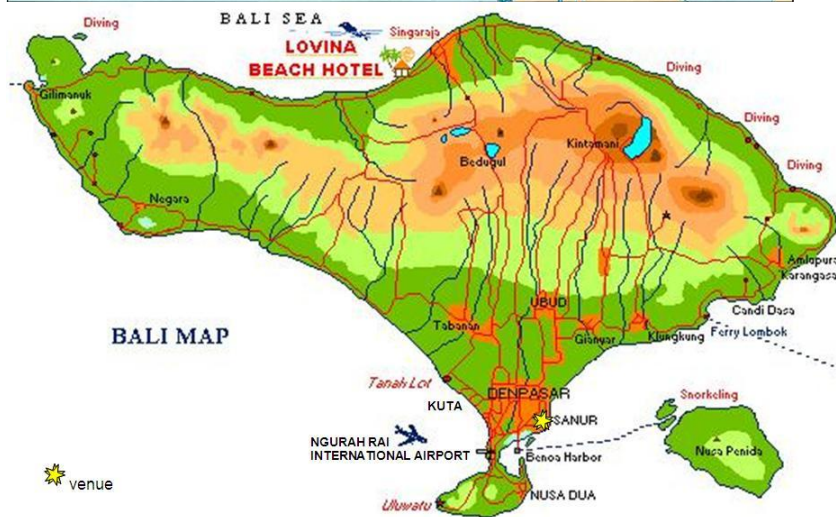 BALI SEA
Diving
Singaraja
LOVINA
BEACH HOTEL
Gilimanuk
Diving
Diving
Kintamani
Bedugul
Diving
Negara
Amlapura
Karangasa
Candi Dasa
UBUD
Tabanan
Gianyar
Klungkung
Ferry Lombok
BALI MAP
Tanah Lot
DENPASAR
Snorkeling
KUTA
SANUR
NGURAH RAI
INTERNATIONAL AIRPORT
Benoa Harbor
Nusa Penida
venue
NUSA DUA
Uluwatu